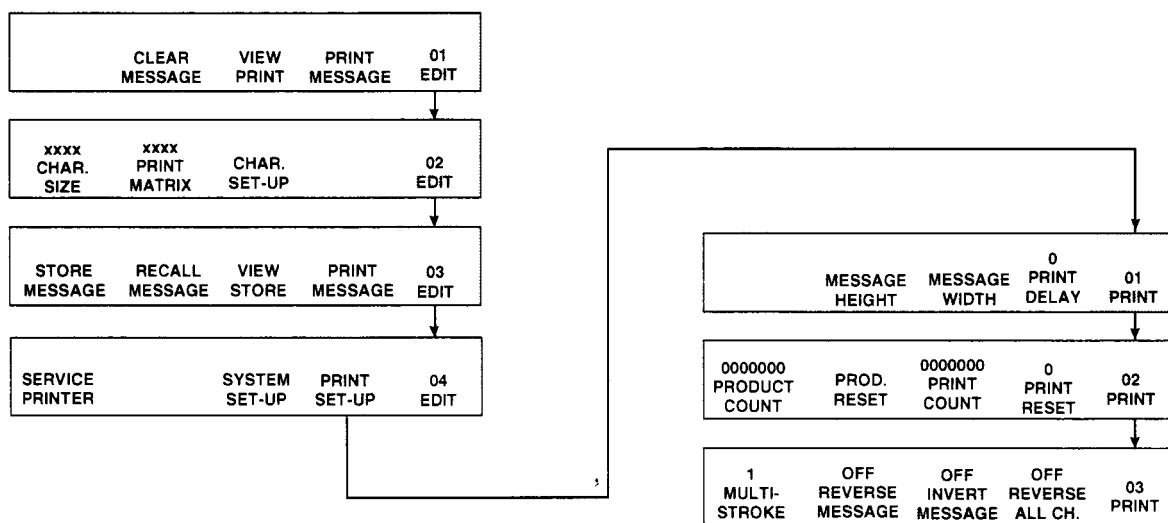 CLEAR MESSAGE VIEW PRINT PRINT MESSAGE 01 EDIT
xxxx CHAR. SIZE xxxx PRINT MATRIX CHAR. SET-UP 02 EDIT
STORE MESSAGE RECALL MESSAGE VIEW STORE PRINT MESSAGE 03 EDIT
SERVICE PRINTER SYSTEM SET-UP PRINT SET-UP 04 EDIT
MESSAGE HEIGHT MESSAGE WIDTH 0 PRINT DELAY 01 PRINT
0000000 PRODUCT COUNT PROD. RESET 0000000 PRINT COUNT 0 PRINT RESET 02 PRINT
1 MULTI- STROKE OFF REVERSE MESSAGE OFF INVERT MESSAGE OFF REVERSE ALL CH. 03 PRINT